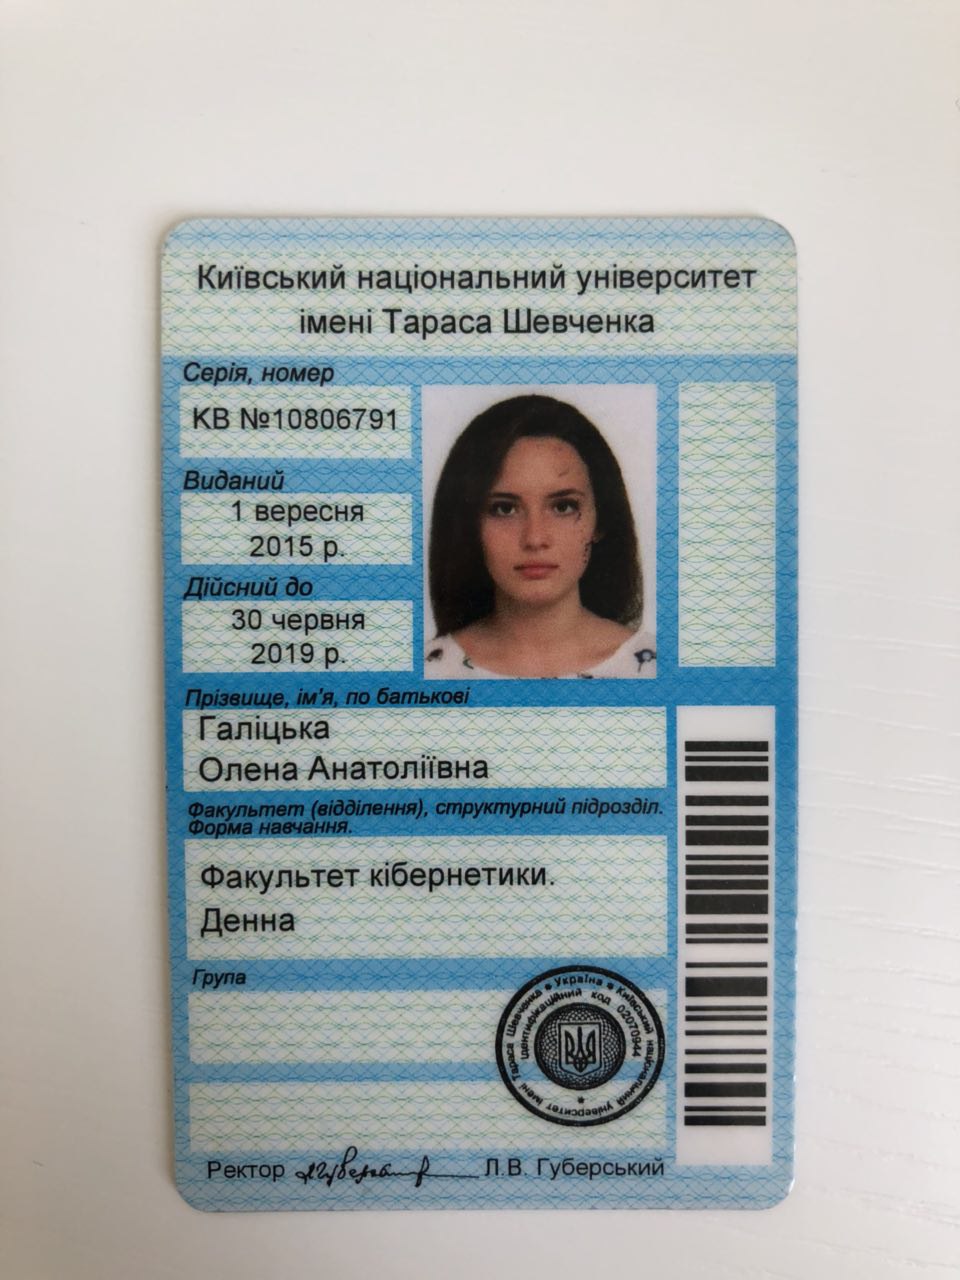 Київський національний університет
імені Тараса Шевченка
Серія, номер
КВ №10806791
Виданий
1 вересня
2015 р.
Дійсний до
30 червня
2019 р.
Прізвище, ім'я, по батькові
Галіцька
Олена Анатоліївна
Факультет (відділення), структурний підрозділ.
Форма навчання.
Факультет кібернетики.
Денна
Група
Україна * Київський національний університет імені Тараса Шевченка *
ідентифікаційний код 02070944
Ректор
Л.В. Губерський